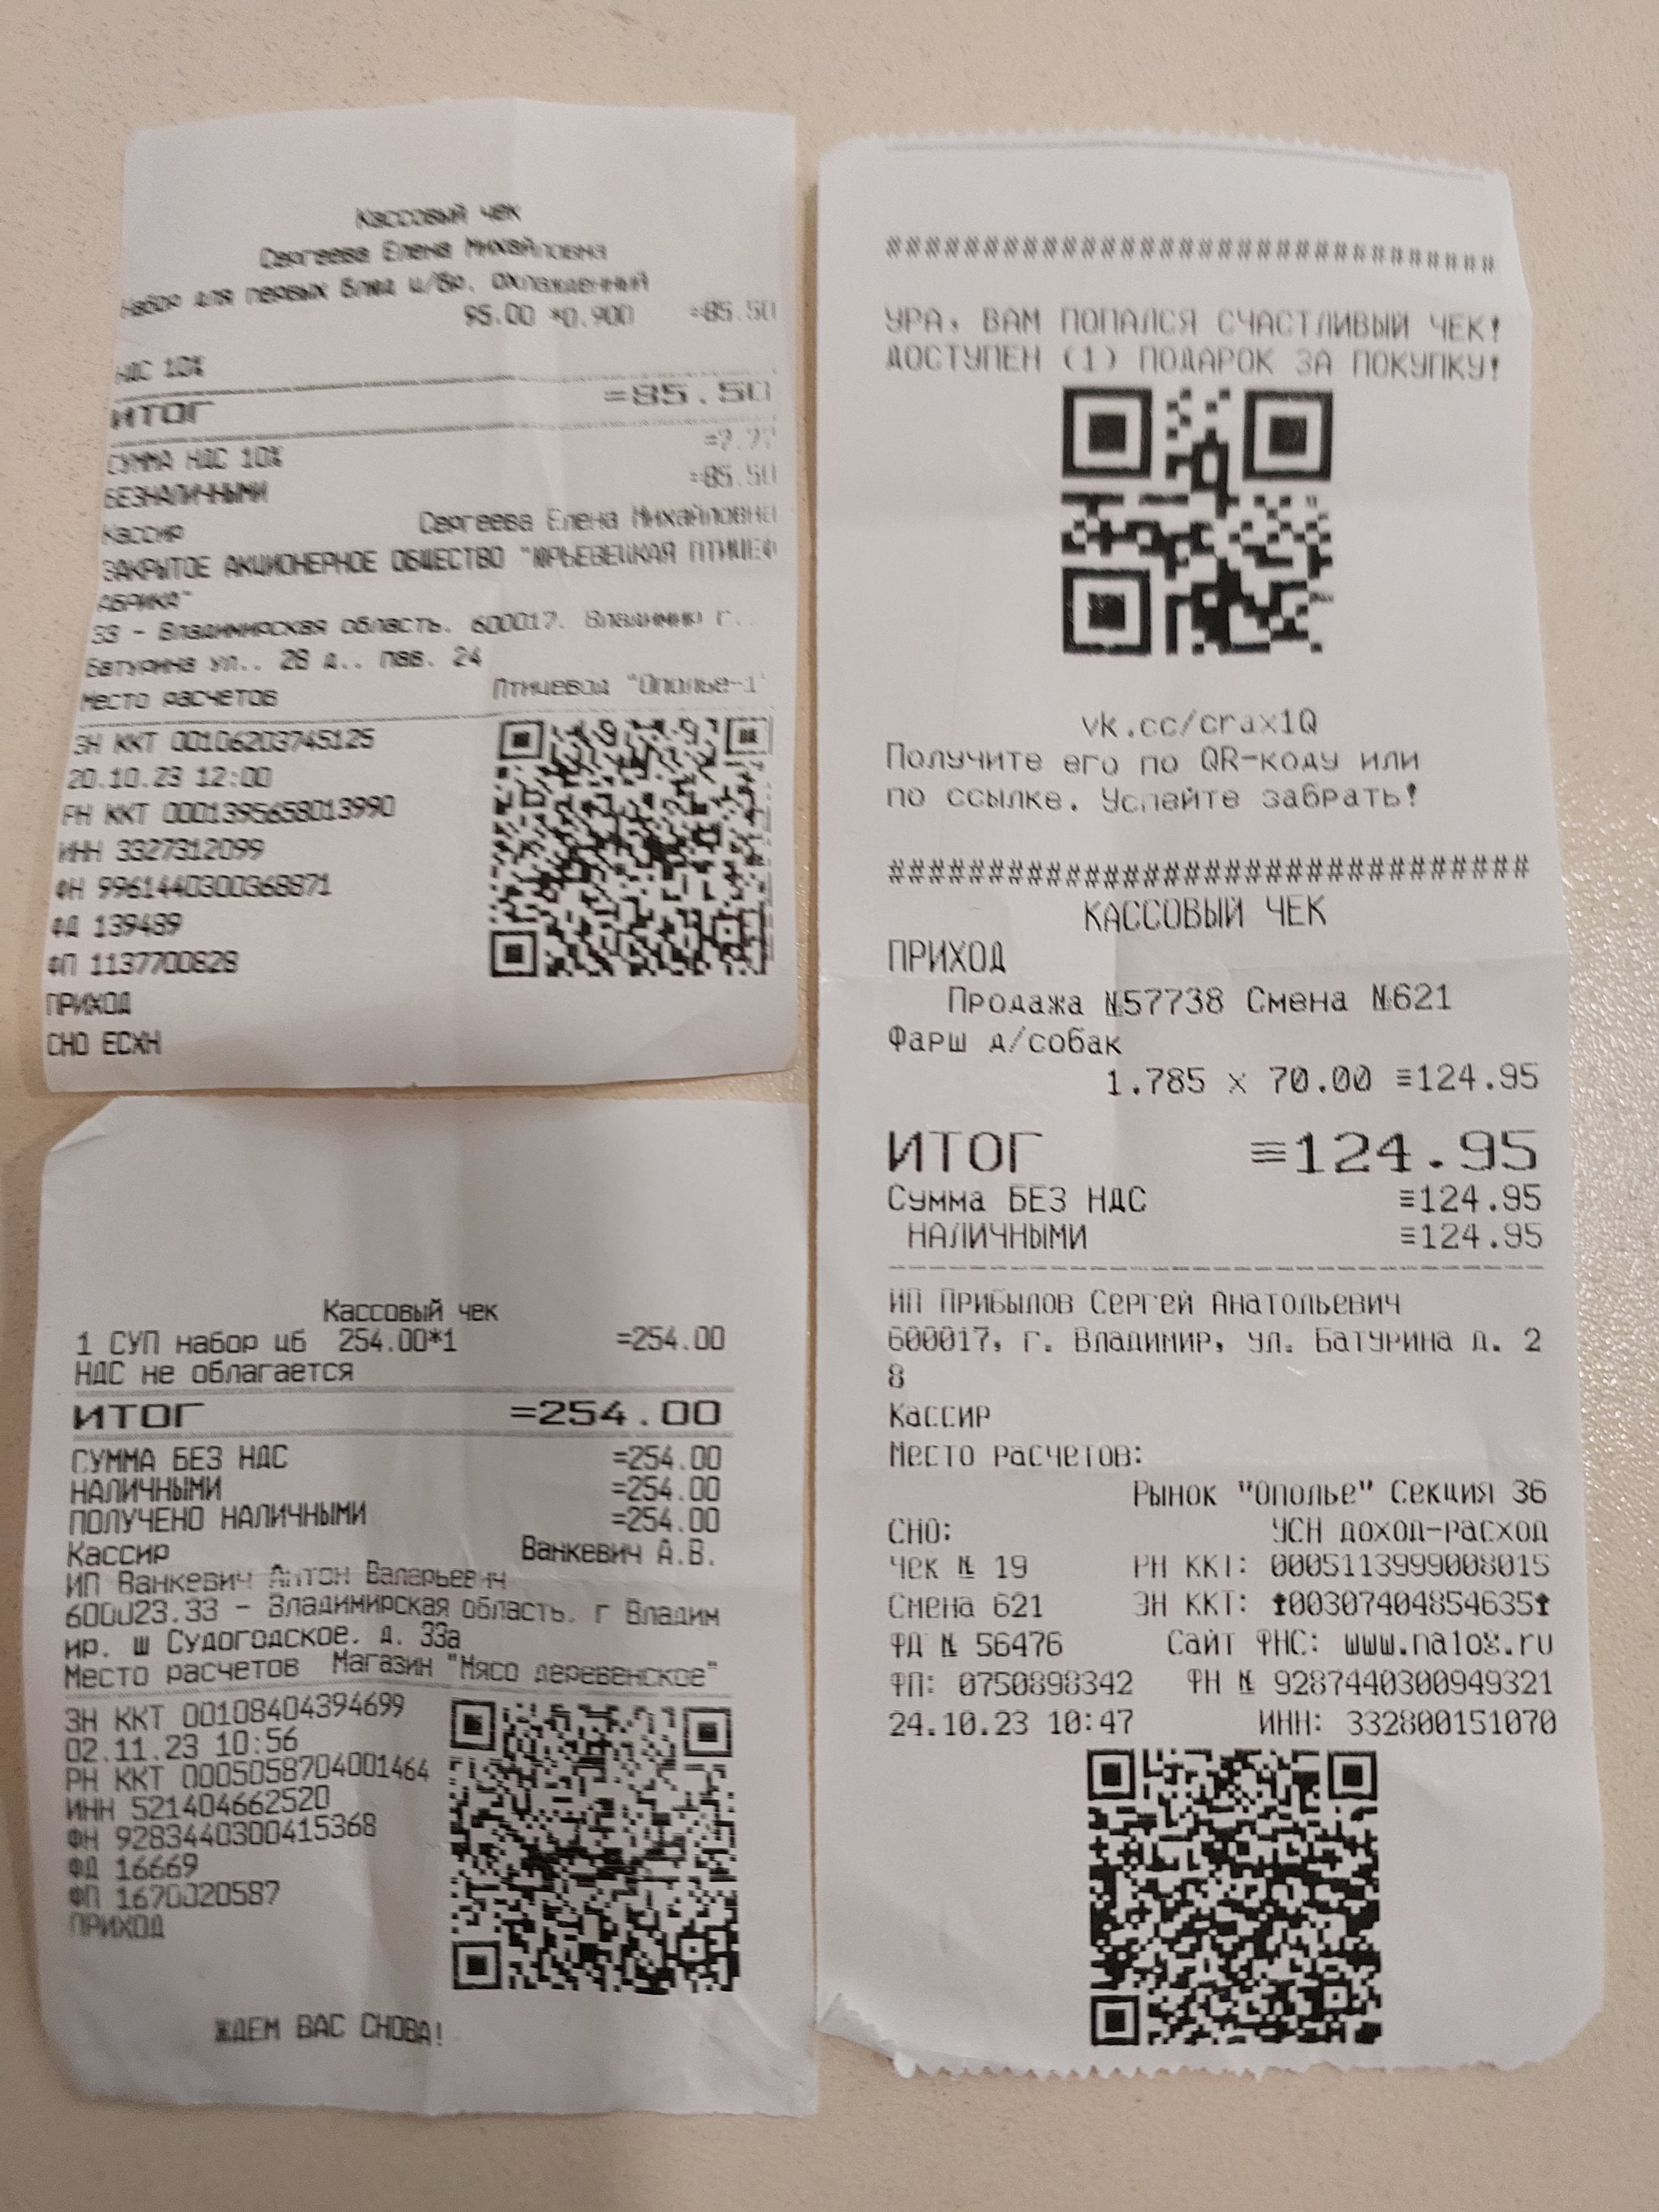 Кассовый чек
Сергеева Елена Михайловна
Набор для первых блюд ц/бр. охлажденный
95.00 *0.900 =85.50
НДС 10%
ИТОГ =85.50
СУММА НДС 10% =7.77
БЕЗНАЛИЧНЫМИ =85.50
Кассир Сергеева Елена Михайловна
ЗАКРЫТОЕ АКЦИОНЕРНОЕ ОБЩЕСТВО "ЮРЬЕВЕЦКАЯ ПТИЦЕФ
АБРИКА"
33 - Владимирская область, 600017, Владимир г.,
Батурина ул., 28 д., пав. 24
Место расчетов Птицевод "Ополье-1"
ЗН ККТ 00106203745125
20.10.23 12:00
РН ККТ 0001395658013990
ИНН 3327312099
ФН 9961440300368871
ФД 139489
ФП 1137700828
ПРИХОД
СНО ЕСХН
Кассовый чек
1 СУП набор цб 254.00*1 =254.00
НДС не облагается
ИТОГ =254.00
СУММА БЕЗ НДС =254.00
НАЛИЧНЫМИ =254.00
ПОЛУЧЕНО НАЛИЧНЫМИ =254.00
Кассир Ванкевич А.В.
ИП Ванкевич Антон Валерьевич
600023,33 - Владимирская область, г Владим
ир, ш Судогодское, д. 33а
Место расчетов Магазин "Мясо деревенское"
ЗН ККТ 00108404394699
02.11.23 10:56
РН ККТ 0005058704001464
ИНН 521404662520
ФН 9283440300415368
ФД 16669
ФП 1670020587
ПРИХОД
ЖДЕМ ВАС СНОВА!
################################
УРА, ВАМ ПОПАЛСЯ СЧАСТЛИВЫЙ ЧЕК!
ДОСТУПЕН (1) ПОДАРОК ЗА ПОКУПКУ!
vk.cc/crax1Q
Получите его по QR-коду или
по ссылке. Успейте забрать!
################################
КАССОВЫЙ ЧЕК
ПРИХОД
Продажа №57738 Смена №621
Фарш д/собак
1.785 x 70.00 ≡124.95
ИТОГ ≡124.95
Сумма БЕЗ НДС ≡124.95
НАЛИЧНЫМИ ≡124.95
ИП Прибылов Сергей Анатольевич
600017, г. Владимир, ул. Батурина д. 2
8
Кассир
Место расчетов:
Рынок "Ополье" Секция 36
СНО: УСН доход-расход
Чек № 19 РН ККТ: 0005113999008015
Смена 621 ЗН ККТ: 00307404854635
ФД № 56476 Сайт ФНС: www.nalog.ru
ФП: 0750898342 ФН № 9287440300949321
24.10.23 10:47 ИНН: 332800151070